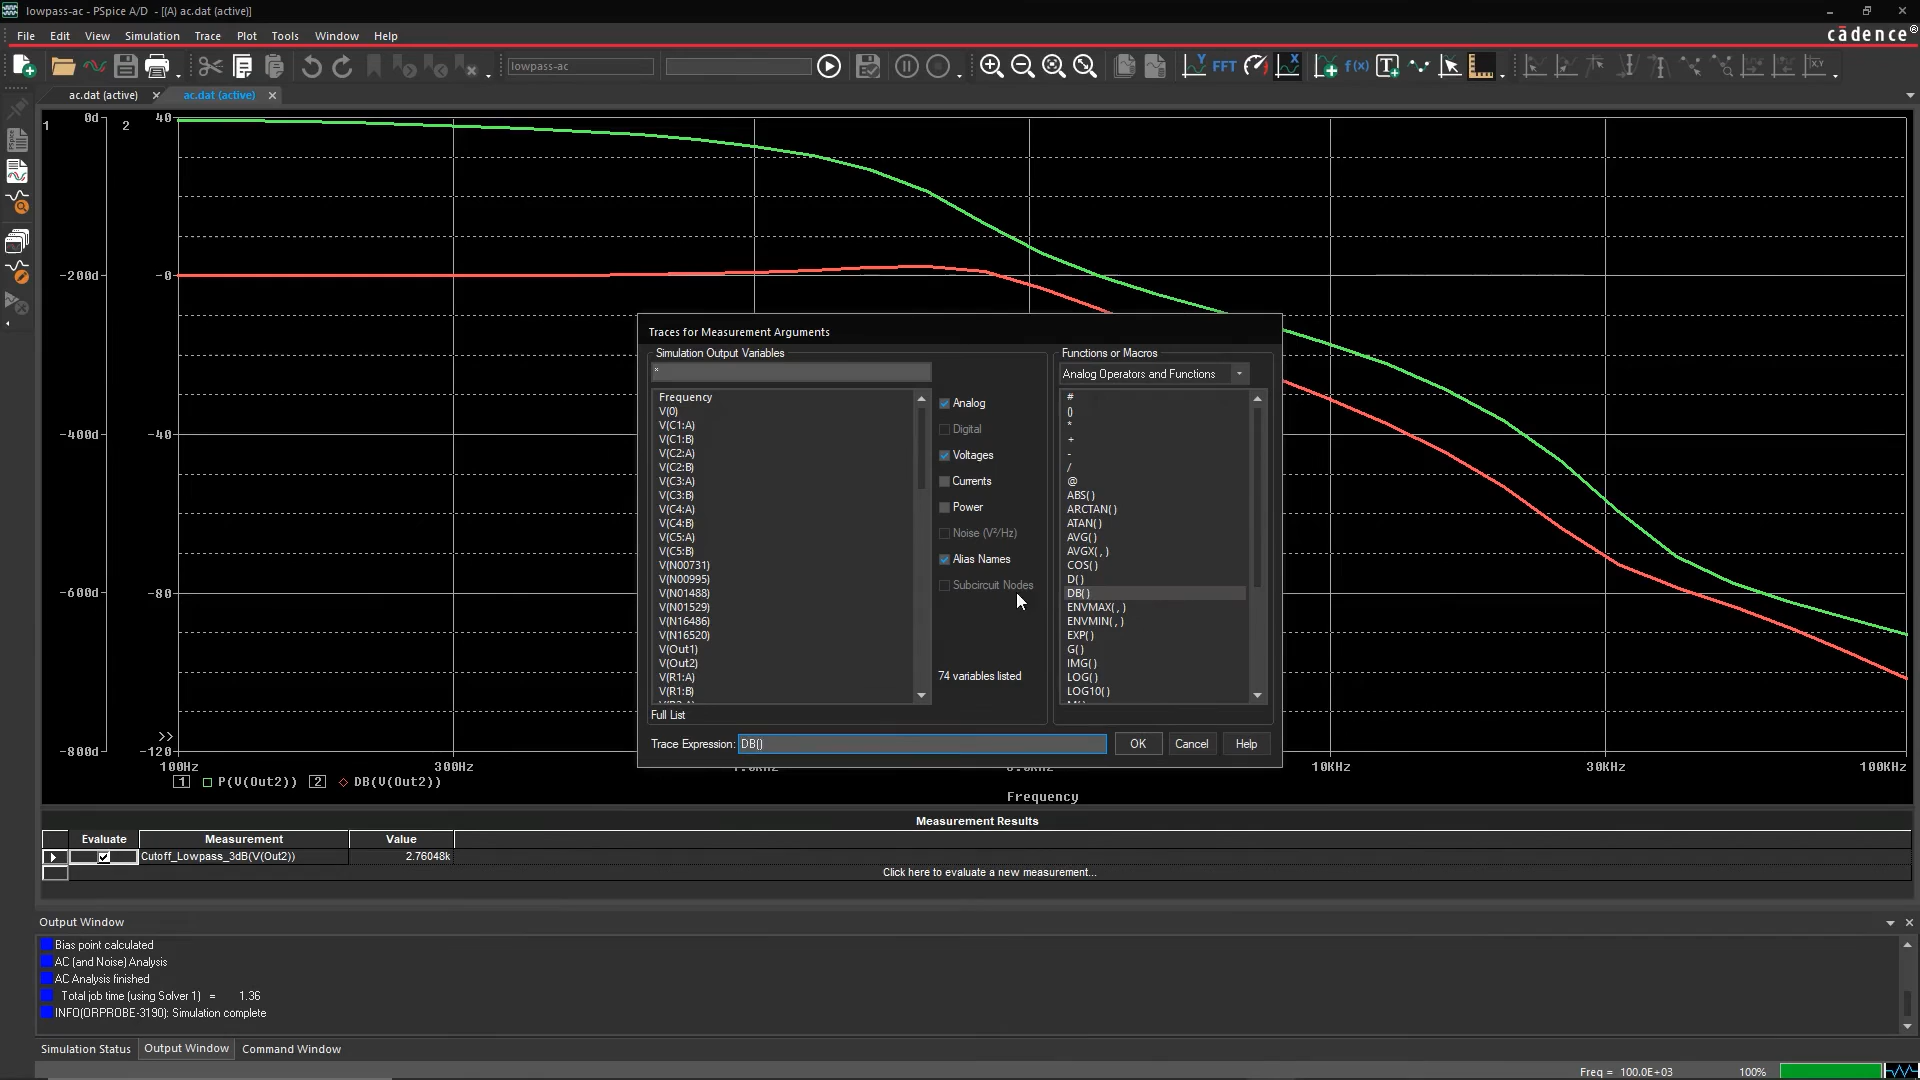 lowpass-ac - PSpice A/D - [(A) ac.dat (active)]
File Edit View Simulation Trace Plot Tools Window Help
cādence®
lowpass-ac
FFT f(x)
ac.dat (active) ac.dat (active)
1 2
0d
-200d
-400d
-600d
-800d
40
-0
-40
-80
-120
>>
100Hz 300Hz 10KHz 30KHz 100KHz
1 P(V(Out2)) 2 DB(V(Out2))
Frequency
Traces for Measurement Arguments
Simulation Output Variables
*
Frequency
V(0)
V(C1:A)
V(C1:B)
V(C2:A)
V(C2:B)
V(C3:A)
V(C3:B)
V(C4:A)
V(C4:B)
V(C5:A)
V(C5:B)
V(N00731)
V(N00995)
V(N01488)
V(N01529)
V(N16486)
V(N16520)
V(Out1)
V(Out2)
V(R1:A)
V(R1:B)
Full List
Analog
Digital
Voltages
Currents
Power
Noise (V²/Hz)
Alias Names
Subcircuit Nodes
74 variables listed
Functions or Macros
Analog Operators and Functions
#
()
*
+
-
/
@
ABS()
ARCTAN()
ATAN()
AVG()
AVGX(,)
COS()
D()
DB()
ENVMAX(,)
ENVMIN(,)
EXP()
G()
IMG()
LOG()
LOG10()
Trace Expression: DB() OK Cancel Help
Measurement Results
Evaluate Measurement Value
Cutoff_Lowpass_3dB(V(Out2)) 2.76048k
Click here to evaluate a new measurement...
Output Window
Bias point calculated
AC (and Noise) Analysis
AC Analysis finished
Total job time (using Solver 1) = 1.36
INFO(ORPROBE-3190): Simulation complete
Simulation Status Output Window Command Window
Freq = 100.0E+03 100%